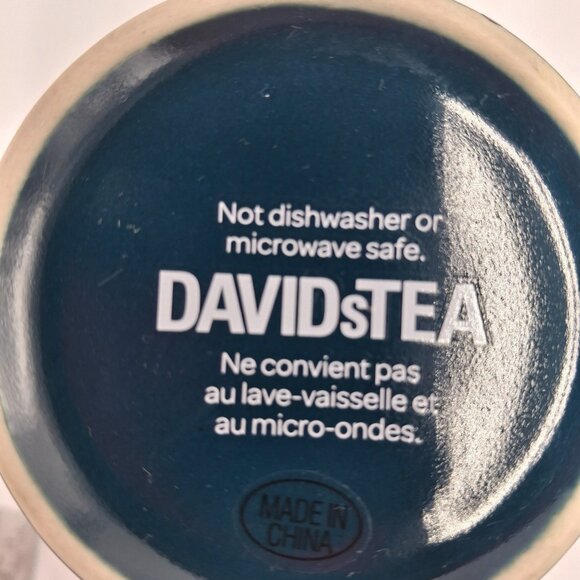 Not dishwasher or
microwave safe.
DAVIDsTEA
Ne convient pas
au lave-vaisselle et
au micro-ondes.
MADE IN
CHINA